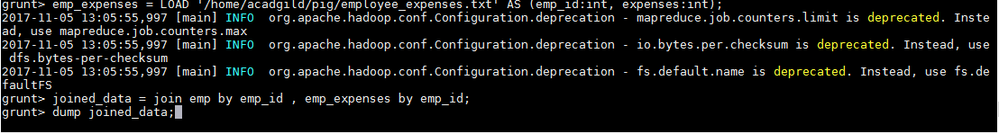 grunt> emp_expenses = LOAD '/home/acadgild/pig/employee_expenses.txt' AS (emp_id:int, expenses:int);
2017-11-05 13:05:55,997 [main] INFO  org.apache.hadoop.conf.Configuration.deprecation - mapreduce.job.counters.limit is deprecated. Inste
ad, use mapreduce.job.counters.max
2017-11-05 13:05:55,997 [main] INFO  org.apache.hadoop.conf.Configuration.deprecation - io.bytes.per.checksum is deprecated. Instead, use
 dfs.bytes-per-checksum
2017-11-05 13:05:55,997 [main] INFO  org.apache.hadoop.conf.Configuration.deprecation - fs.default.name is deprecated. Instead, use fs.de
faultFS
grunt> joined_data = join emp by emp_id , emp_expenses by emp_id;
grunt> dump joined_data;